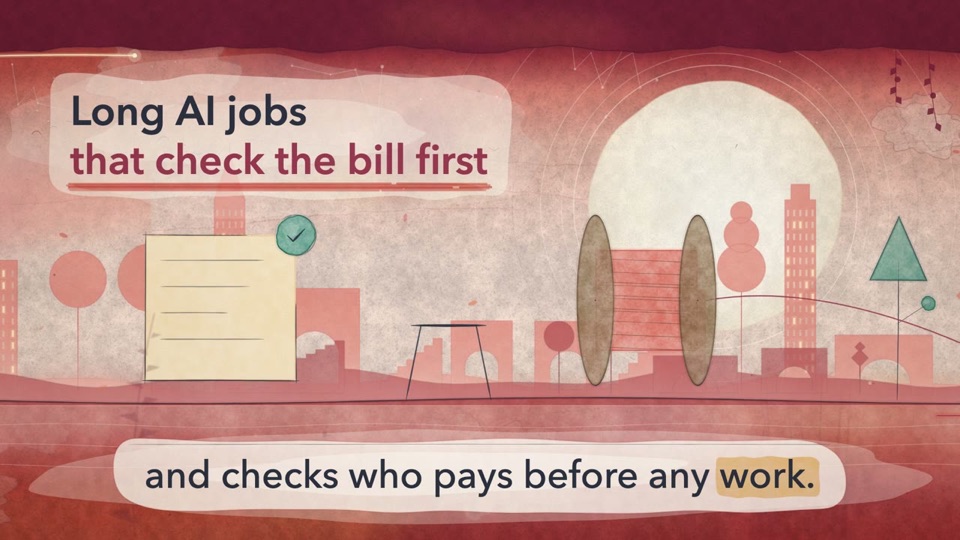 Long AI jobs
that check the bill first
and checks who pays before any work.